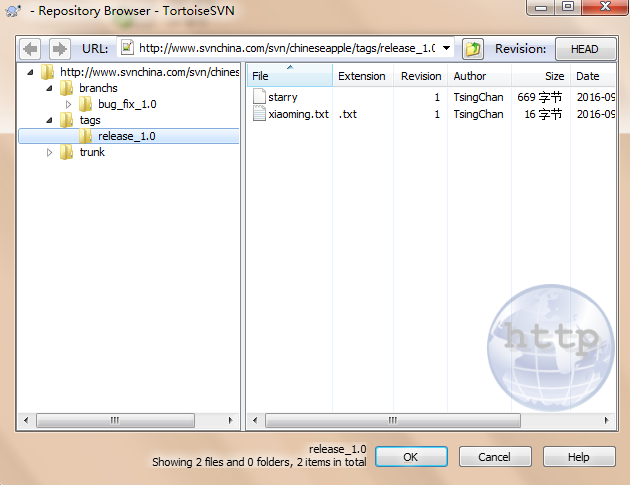 - Repository Browser - TortoiseSVN
URL: http://www.svnchina.com/svn/chineseapple/tags/release_1.0 Revision: HEAD
http://www.svnchina.com/svn/chines
branchs
bug_fix_1.0
tags
release_1.0
trunk
File Extension Revision Author Size Date
starry 1 TsingChan 669 字节 2016-09
xiaoming.txt .txt 1 TsingChan 16 字节 2016-09
http
release_1.0
Showing 2 files and 0 folders, 2 items in total
OK Cancel Help